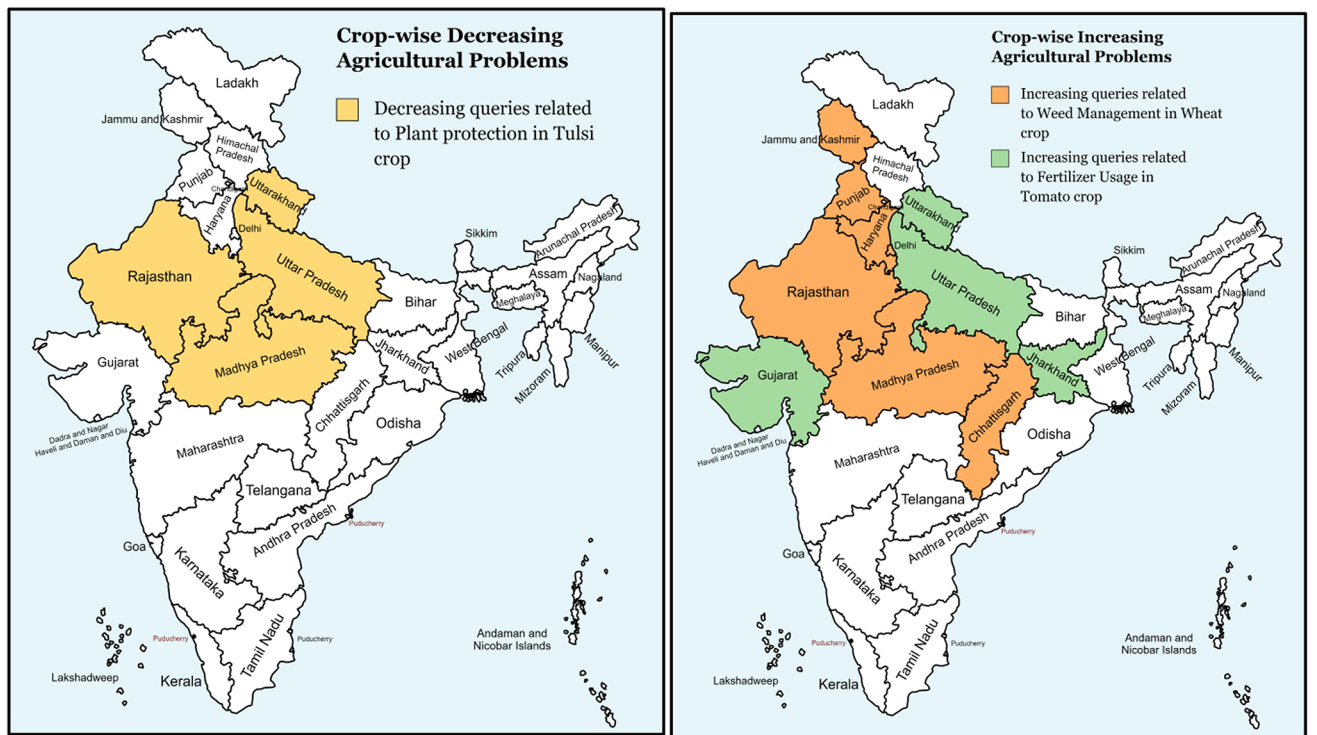 Crop-wise Decreasing
Agricultural Problems
Decreasing queries related
to Plant protection in Tulsi
crop
Ladakh
Jammu and Kashmir
Himachal
Pradesh
Punjab
Chandigarh
Uttarakhand
Haryana
Delhi
Rajasthan
Uttar Pradesh
Sikkim
Arunachal Pradesh
Assam
Nagaland
Meghalaya
Bihar
Gujarat
Madhya Pradesh
Jharkhand
West Bengal
Tripura
Mizoram
Manipur
Chhattisgarh
Odisha
Dadra and Nagar
Haveli and Daman and Diu
Maharashtra
Telangana
Andhra Pradesh
Puducherry
Goa
Karnataka
Puducherry
Puducherry
Tamil Nadu
Kerala
Lakshadweep
Andaman and
Nicobar Islands
Crop-wise Increasing
Agricultural Problems
Increasing queries related
to Weed Management in Wheat
crop
Increasing queries related
to Fertilizer Usage in
Tomato crop
Ladakh
Jammu and Kashmir
Himachal
Pradesh
Punjab
Chandigarh
Uttarakhand
Haryana
Delhi
Rajasthan
Uttar Pradesh
Sikkim
Arunachal Pradesh
Assam
Nagaland
Meghalaya
Bihar
Gujarat
Madhya Pradesh
Jharkhand
West Bengal
Tripura
Mizoram
Manipur
Chhattisgarh
Odisha
Dadra and Nagar
Haveli and Daman and Diu
Maharashtra
Telangana
Andhra Pradesh
Puducherry
Goa
Karnataka
Puducherry
Puducherry
Tamil Nadu
Kerala
Lakshadweep
Andaman and
Nicobar Islands